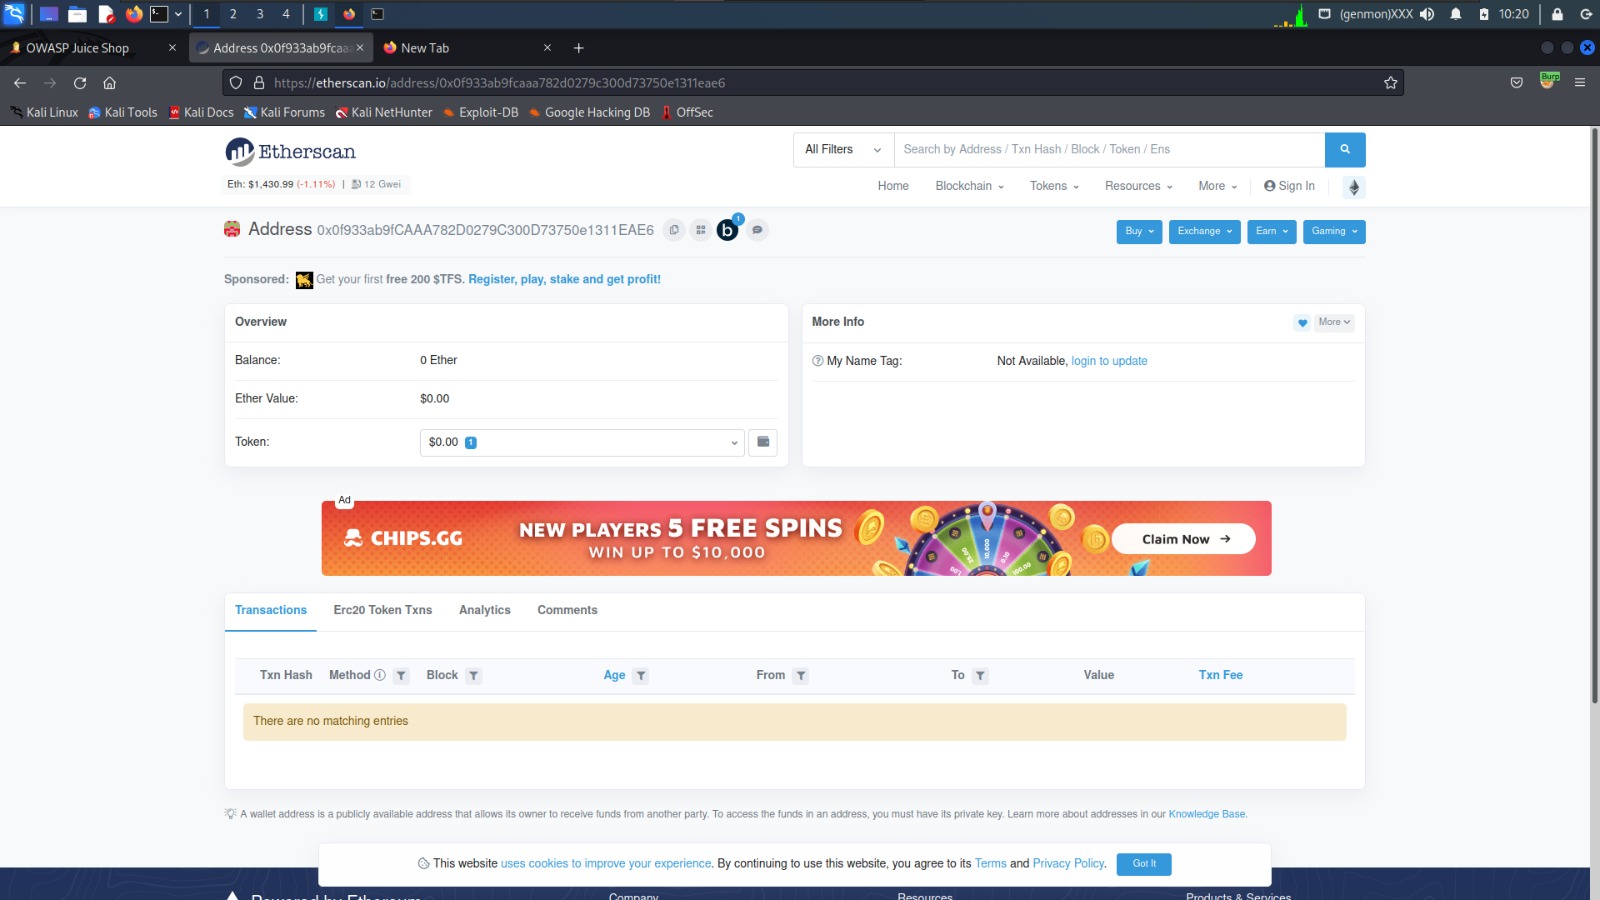 1 2 3 4 (genmon)XXX 10:20
OWASP Juice Shop Address 0x0f933ab9fcaaa New Tab
https://etherscan.io/address/0x0f933ab9fcaaa782d0279c300d73750e1311eae6 Burp
Kali Linux Kali Tools Kali Docs Kali Forums Kali NetHunter Exploit-DB Google Hacking DB OffSec
Etherscan All Filters Search by Address / Txn Hash / Block / Token / Ens
Eth: $1,430.99 (-1.11%) | 12 Gwei Home Blockchain Tokens Resources More Sign In
Address 0x0f933ab9fCAAA782D0279C300D73750e1311EAE6 b 1 Buy Exchange Earn Gaming
Sponsored: Get your first free 200 $TFS. Register, play, stake and get profit!
Overview
Balance: 0 Ether
Ether Value: $0.00
Token: $0.00 1
More Info More
My Name Tag: Not Available, login to update
Ad
CHIPS.GG NEW PLAYERS 5 FREE SPINS
WIN UP TO $10,000
Claim Now →
Transactions Erc20 Token Txns Analytics Comments
Txn Hash Method Block Age From To Value Txn Fee
There are no matching entries
A wallet address is a publicly available address that allows its owner to receive funds from another party. To access the funds in an address, you must have its private key. Learn more about addresses in our Knowledge Base.
This website uses cookies to improve your experience. By continuing to use this website, you agree to its Terms and Privacy Policy. Got It
Powered by Ethereum Company Resources Products & Services